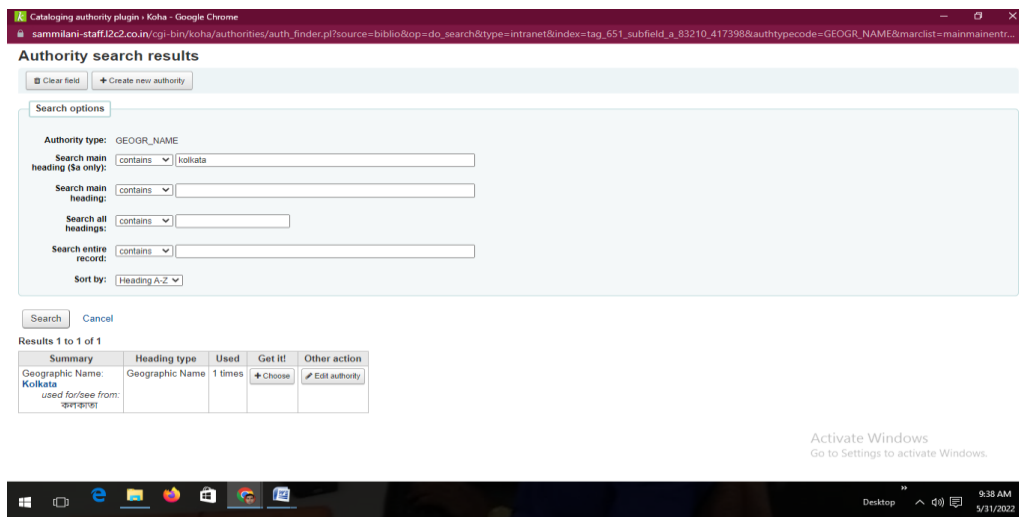 Cataloging authority plugin › Koha - Google Chrome
sammilani-staff.l2c2.co.in/cgi-bin/koha/authorities/auth_finder.pl?source=biblio&op=do_search&type=intranet&index=tag_651_subfield_a_83210_417398&authtypecode=GEOGR_NAME&marclist=mainmainentr...
Authority search results
Clear field + Create new authority
Search options
Authority type: GEOGR_NAME
Search main heading ($a only): contains kolkata
Search main heading: contains
Search all headings: contains
Search entire record: contains
Sort by: Heading A-Z
Search Cancel
Results 1 to 1 of 1
Summary Heading type Used Get it! Other action
Geographic Name: Geographic Name 1 times + Choose Edit authority
Kolkata
used for/see from:
কলকাতা
Activate Windows
Go to Settings to activate Windows.
Desktop
9:38 AM
5/31/2022